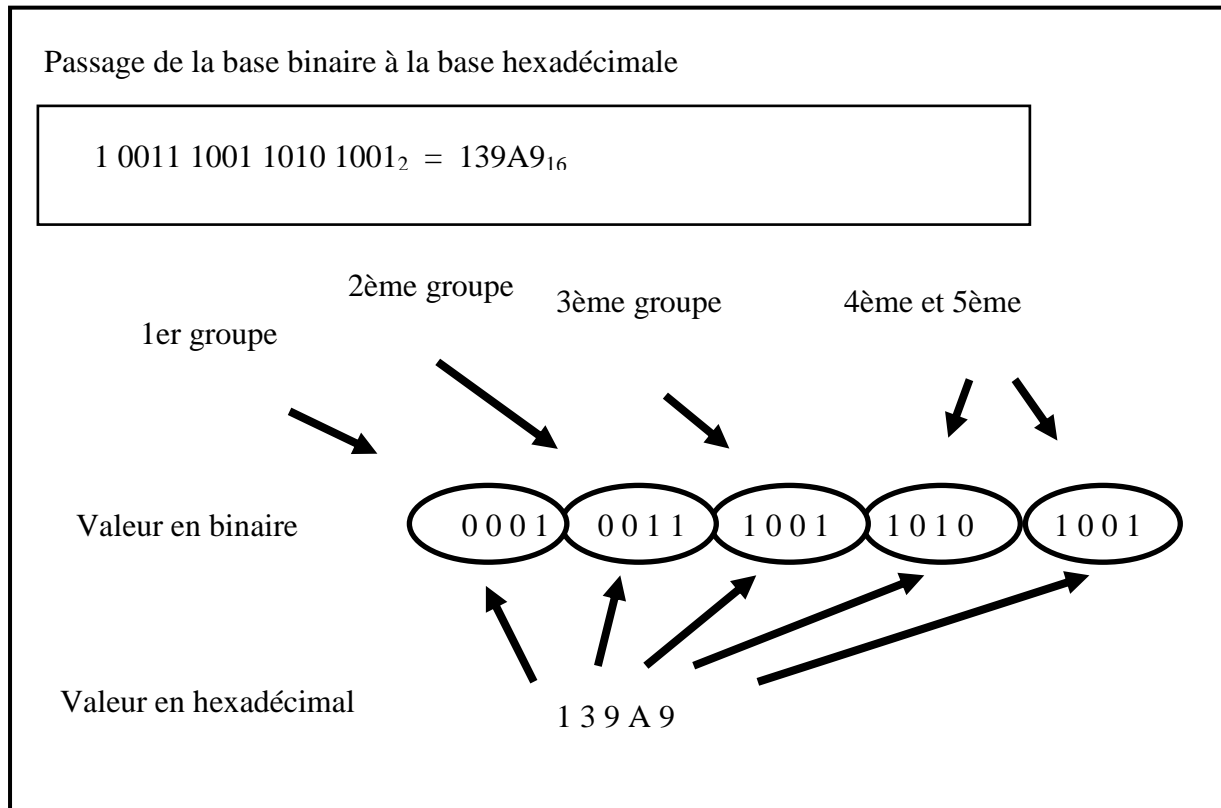 Passage de la base binaire à la base hexadécimale
1 0011 1001 1010 1001₂ = 139A9₁₆
2ème groupe
3ème groupe
4ème et 5ème
1er groupe
Valeur en binaire 0 0 0 1 0 0 1 1 1 0 0 1 1 0 1 0 1 0 0 1
Valeur en hexadécimal
1 3 9 A 9